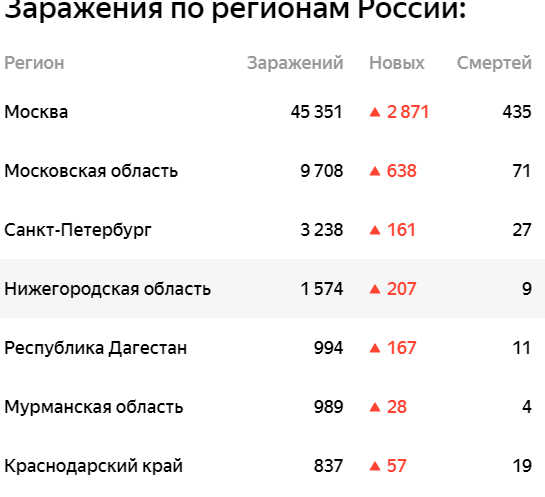 Заражения по регионам России:
Регион Заражений Новых Смертей
Москва 45 351 ▲ 2 871 435
Московская область 9 708 ▲ 638 71
Санкт-Петербург 3 238 ▲ 161 27
Нижегородская область 1 574 ▲ 207 9
Республика Дагестан 994 ▲ 167 11
Мурманская область 989 ▲ 28 4
Краснодарский край 837 ▲ 57 19